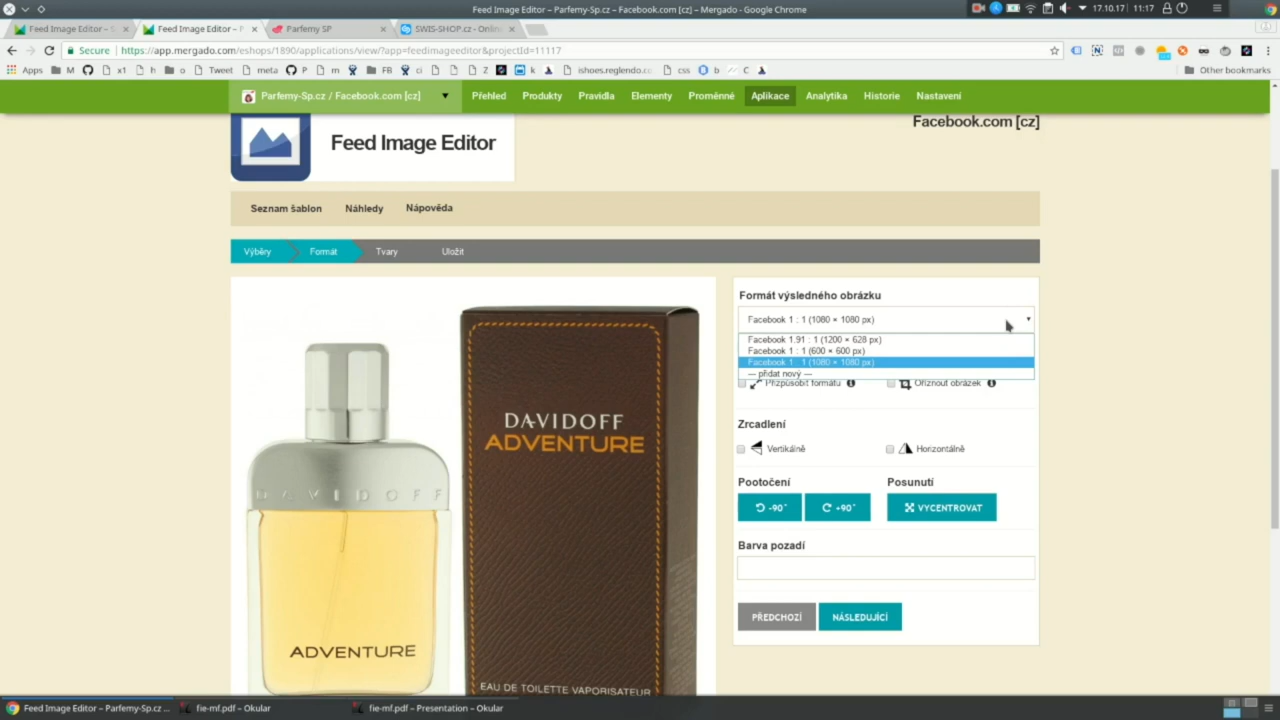 Feed Image Editor – Parfemy-Sp.cz – Facebook.com [cz] – Mergado - Google Chrome
17.10.17 11:17
Feed Image Editor – S
Feed Image Editor – P
Parfemy SP
SWIS-SHOP.cz - Onlin
Secure
https://app.mergado.com/eshops/1890/applications/view/?app=feedimageeditor&projectId=11117
Apps M P x1 h o Tweet meta P m FB ci Z k ishoes.reglendo.c css b C
Other bookmarks
Parfemy-Sp.cz / Facebook.com [cz]
Přehled Produkty Pravidla Elementy Proměnné Aplikace Analytika Historie Nastavení
Feed Image Editor
Facebook.com [cz]
Seznam šablon Náhledy Nápověda
Výběry Formát Tvary Uložit
Formát výsledného obrázku
Facebook 1 : 1 (1080 × 1080 px)
Facebook 1.91 : 1 (1200 × 628 px)
Facebook 1 : 1 (600 × 600 px)
Facebook 1 : 1 (1080 × 1080 px)
--- přidat nový ---
Přizpůsobit formátu
Oříznout obrázek
Zrcadlení
Vertikálně
Horizontálně
Pootočení
Posunutí
-90° +90° VYCENTROVAT
Barva pozadí
PŘEDCHOZÍ NÁSLEDUJÍCÍ
DAVIDOFF
ADVENTURE
DAVIDOFF
ADVENTURE
EAU DE TOILETTE VAPORISATEUR
Feed Image Editor – Parfemy-Sp.cz ...
fie-mf.pdf – Okular
fie-mf.pdf – Presentation – Okular